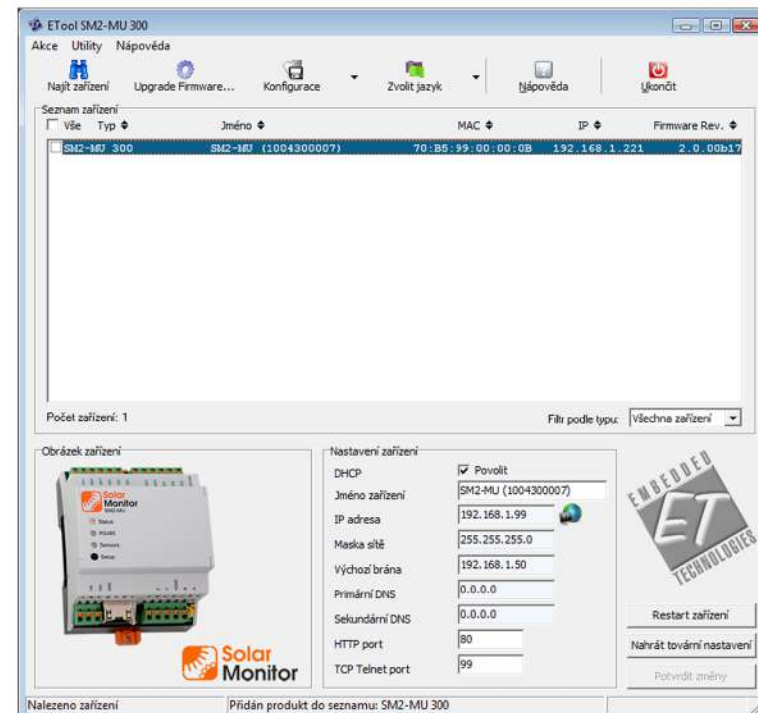 ETool SM2-MU 300
Akce Utility Nápověda
Najít zařízení Upgrade Firmware... Konfigurace Zvolit jazyk Nápověda Ukončit
Seznam zařízení
Vše Typ Jméno MAC IP Firmware Rev.
SM2-MU 300 SM2-MU (1004300007) 70:B5:99:00:00:0B 192.168.1.221 2.0.00b17
Počet zařízení: 1
Filtr podle typu: Všechna zařízení
Obrázek zařízení
Solar
Monitor
SM2-MU
Status
RS485
Sensors
Setup
Solar
Monitor
Nastavení zařízení
DHCP Povolit
Jméno zařízení SM2-MU (1004300007)
IP adresa 192.168.1.99
Maska sítě 255.255.255.0
Výchozí brána 192.168.1.50
Primární DNS 0.0.0.0
Sekundární DNS 0.0.0.0
HTTP port 80
TCP Telnet port 99
EMBEDDED
ET
TECHNOLOGIES
Restart zařízení
Nahrát tovární nastavení
Potvrdit změny
Nalezeno zařízení Přidán produkt do seznamu: SM2-MU 300